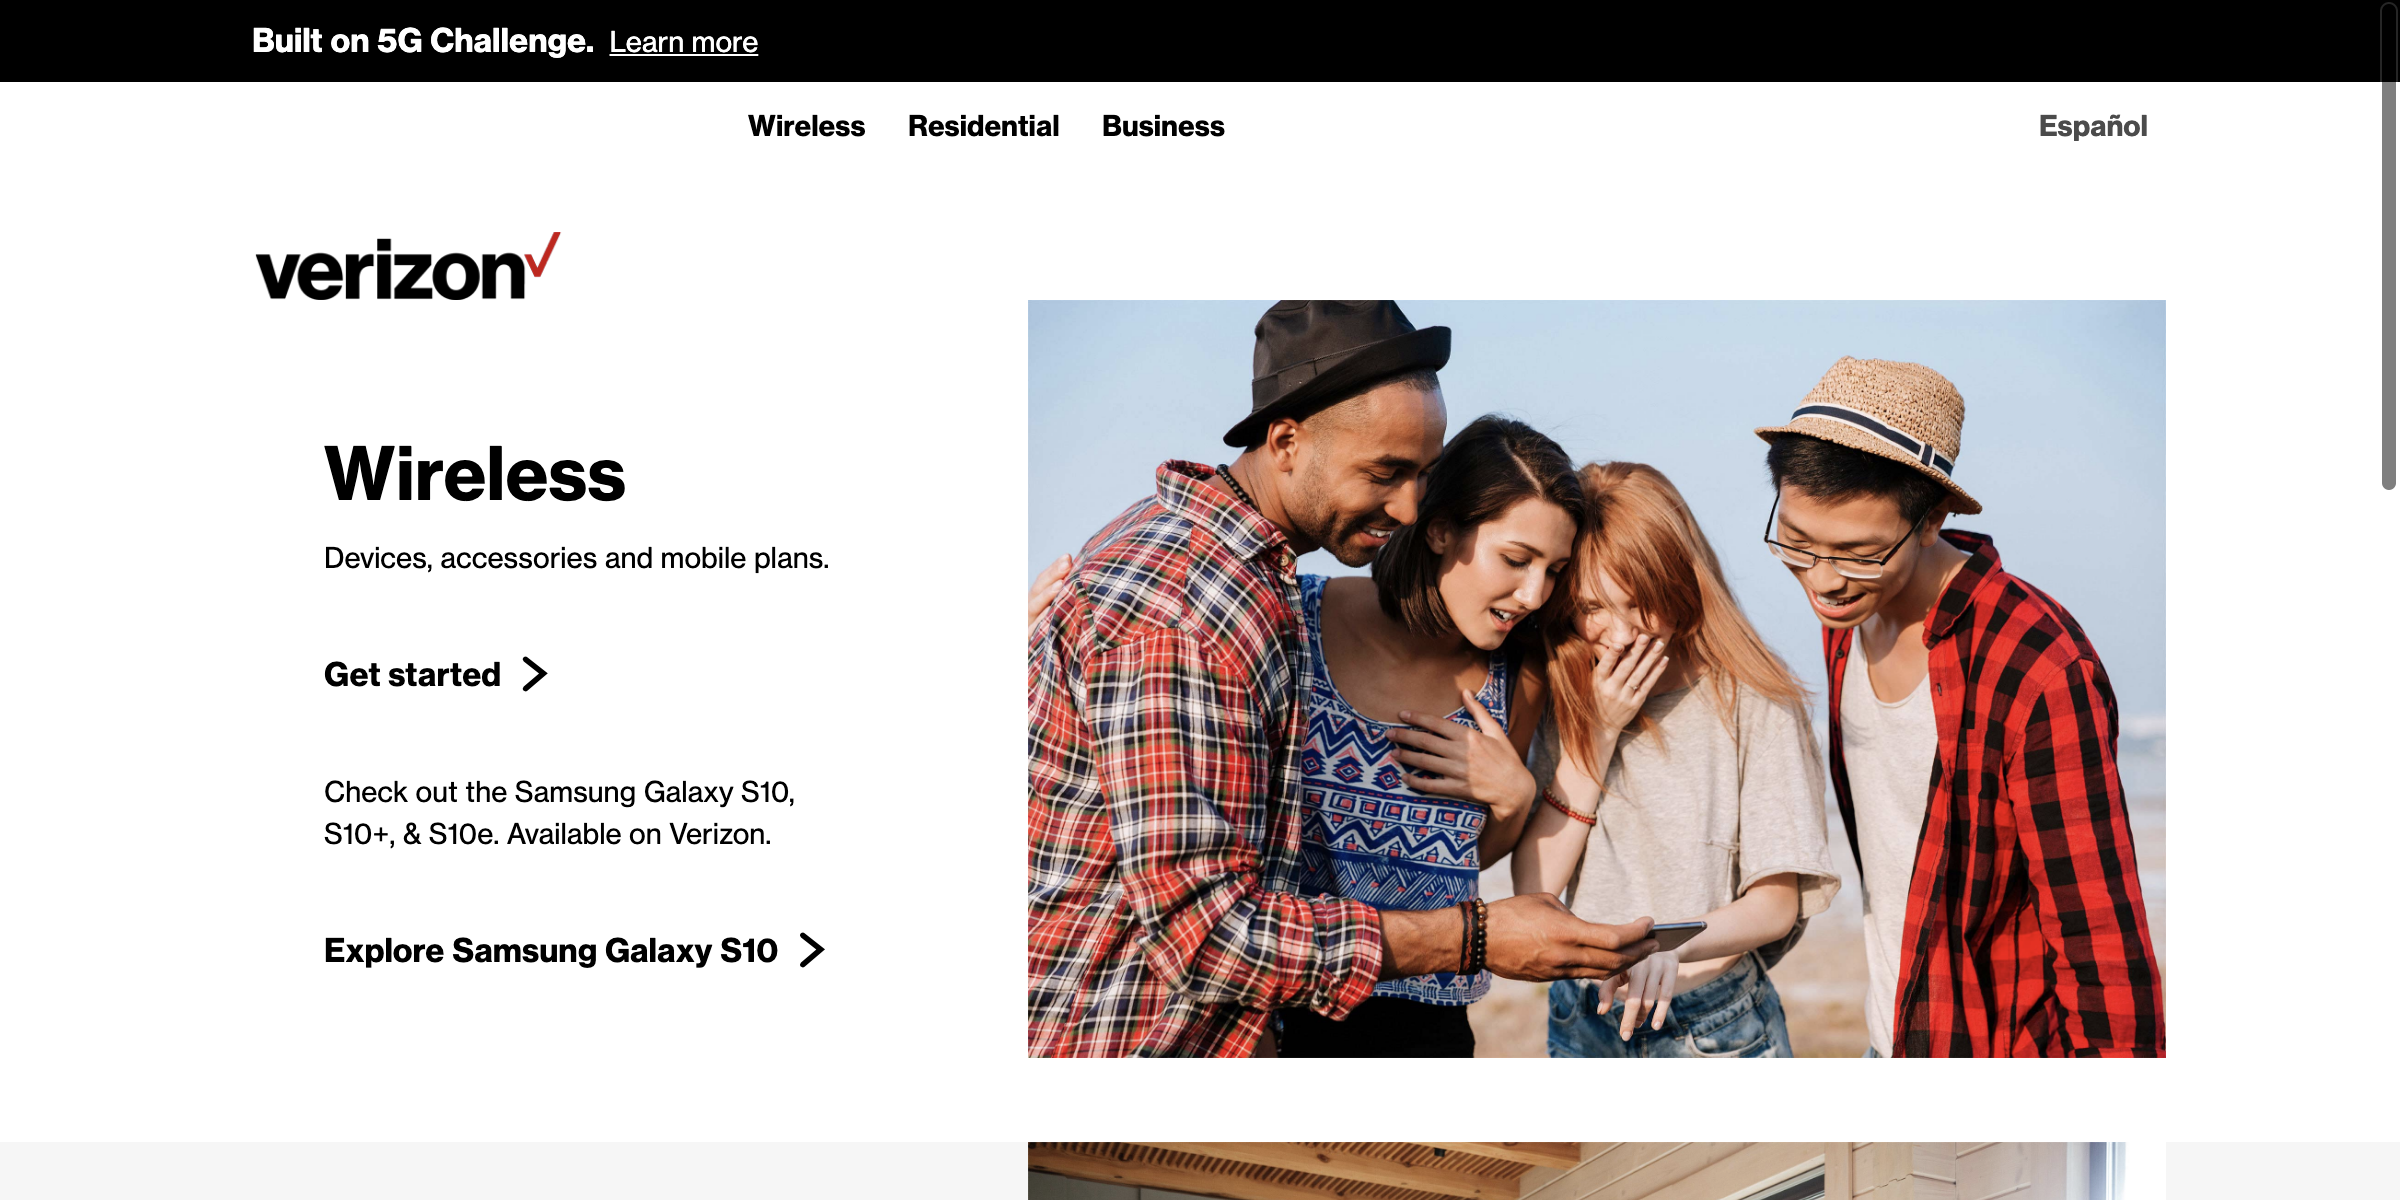 Built on 5G Challenge. Learn more
Wireless Residential Business Español
verizon
Wireless
Devices, accessories and mobile plans.
Get started
Check out the Samsung Galaxy S10,
S10+, & S10e. Available on Verizon.
Explore Samsung Galaxy S10